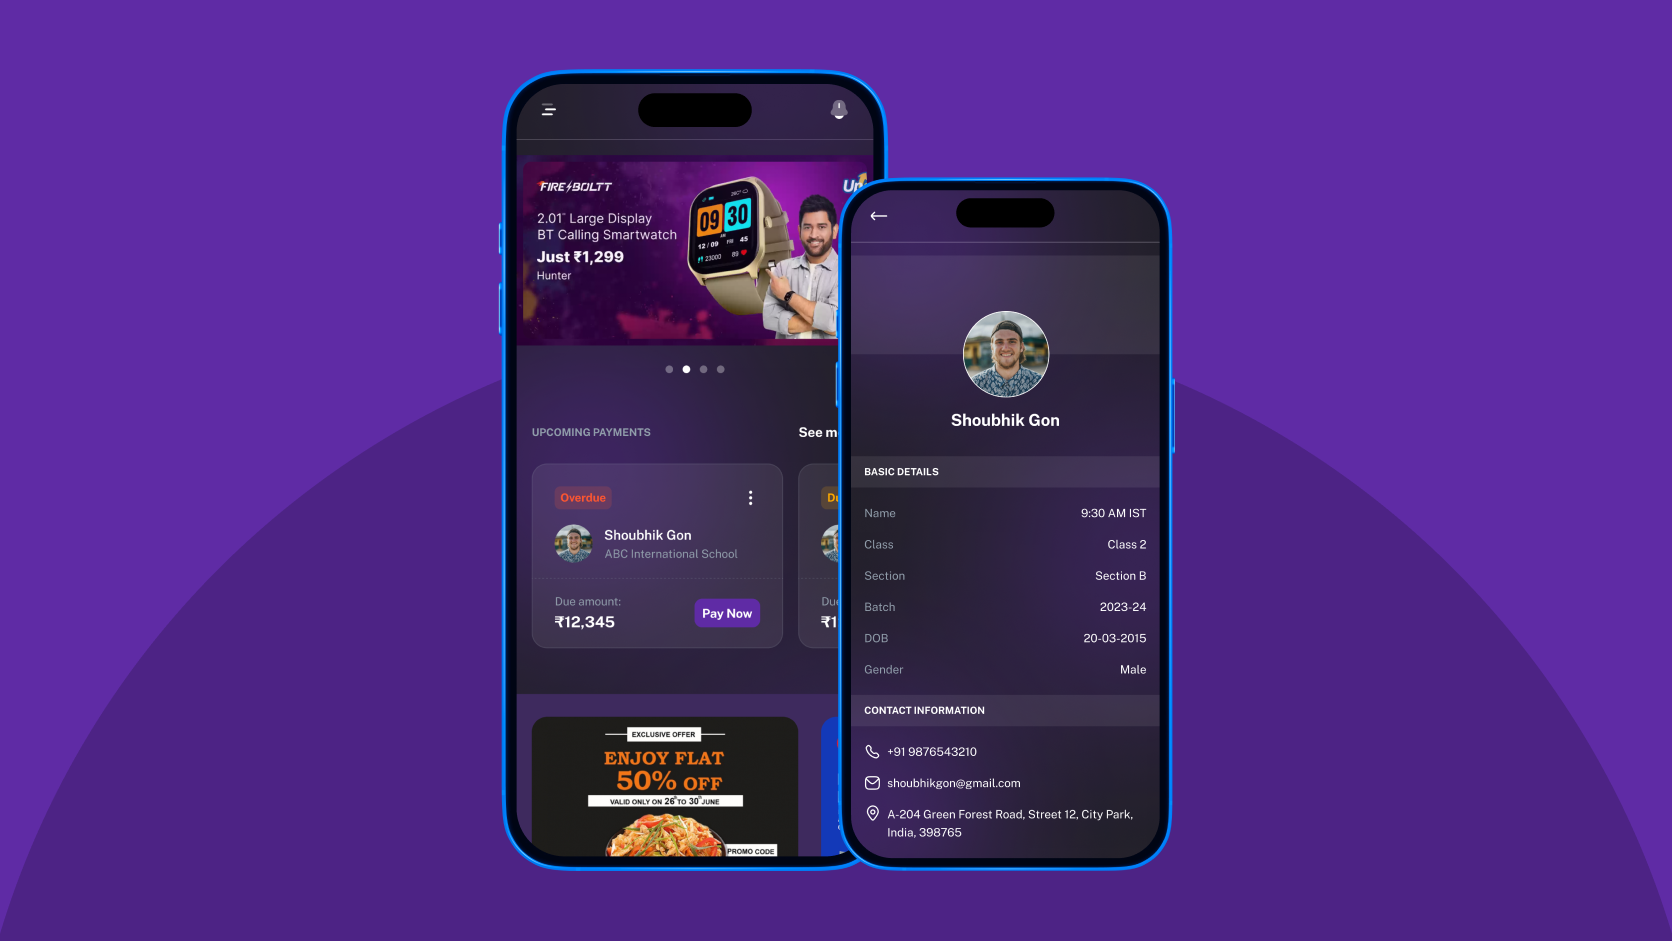 FIRE BOLTT
2.01" Large Display
BT Calling Smartwatch
Just ₹1,299
Hunter
360°
09 30
AM
12 / 09 FRI 45
23000 89
UPCOMING PAYMENTS
See m
Overdue
Shoubhik Gon
ABC International School
Due amount:
₹12,345
Pay Now
Du
Du
₹1
EXCLUSIVE OFFER
ENJOY FLAT
50% OFF
VALID ONLY ON 26th TO 30th JUNE
PROMO CODE
Shoubhik Gon
BASIC DETAILS
Name 9:30 AM IST
Class Class 2
Section Section B
Batch 2023-24
DOB 20-03-2015
Gender Male
CONTACT INFORMATION
+91 9876543210
shoubhikgon@gmail.com
A-204 Green Forest Road, Street 12, City Park,
India, 398765